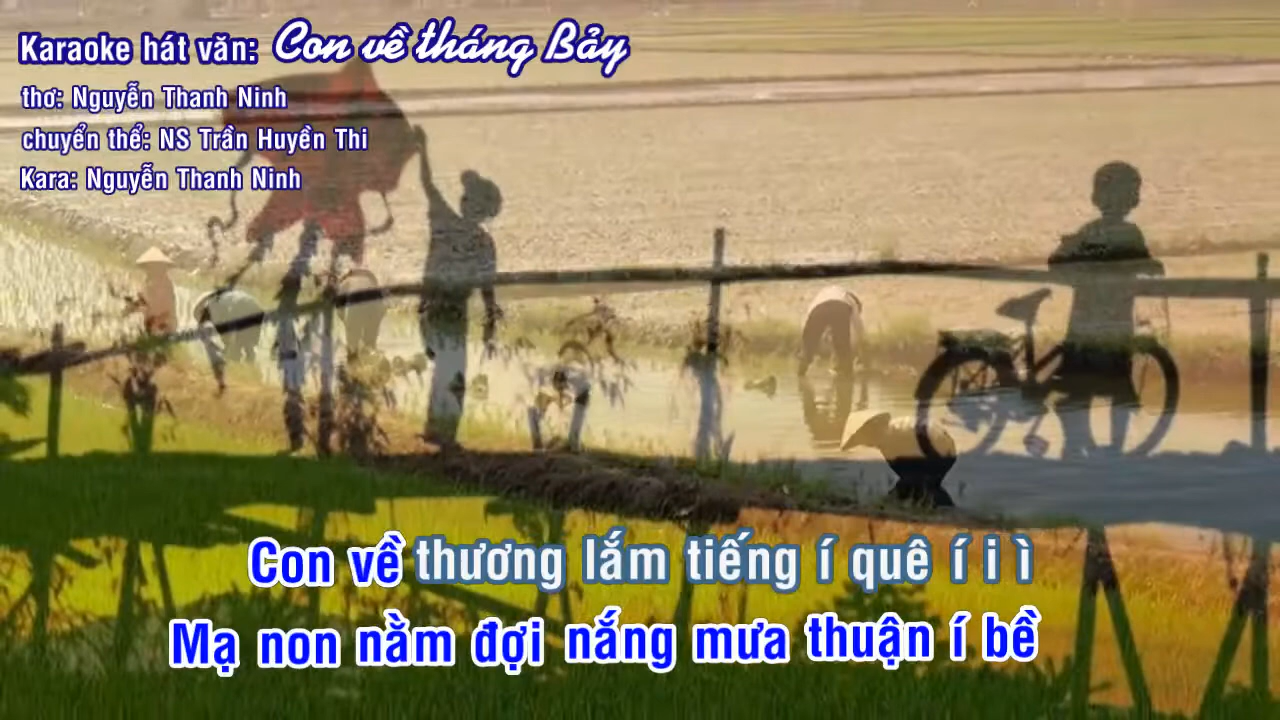 Karaoke hát văn: Con về tháng Bảy
thơ: Nguyễn Thanh Ninh
chuyển thể: NS Trần Huyền Thi
Kara: Nguyễn Thanh Ninh
Con về thương lắm tiếng í quê í i ì
Mạ non nằm đợi nắng mưa thuận í bề